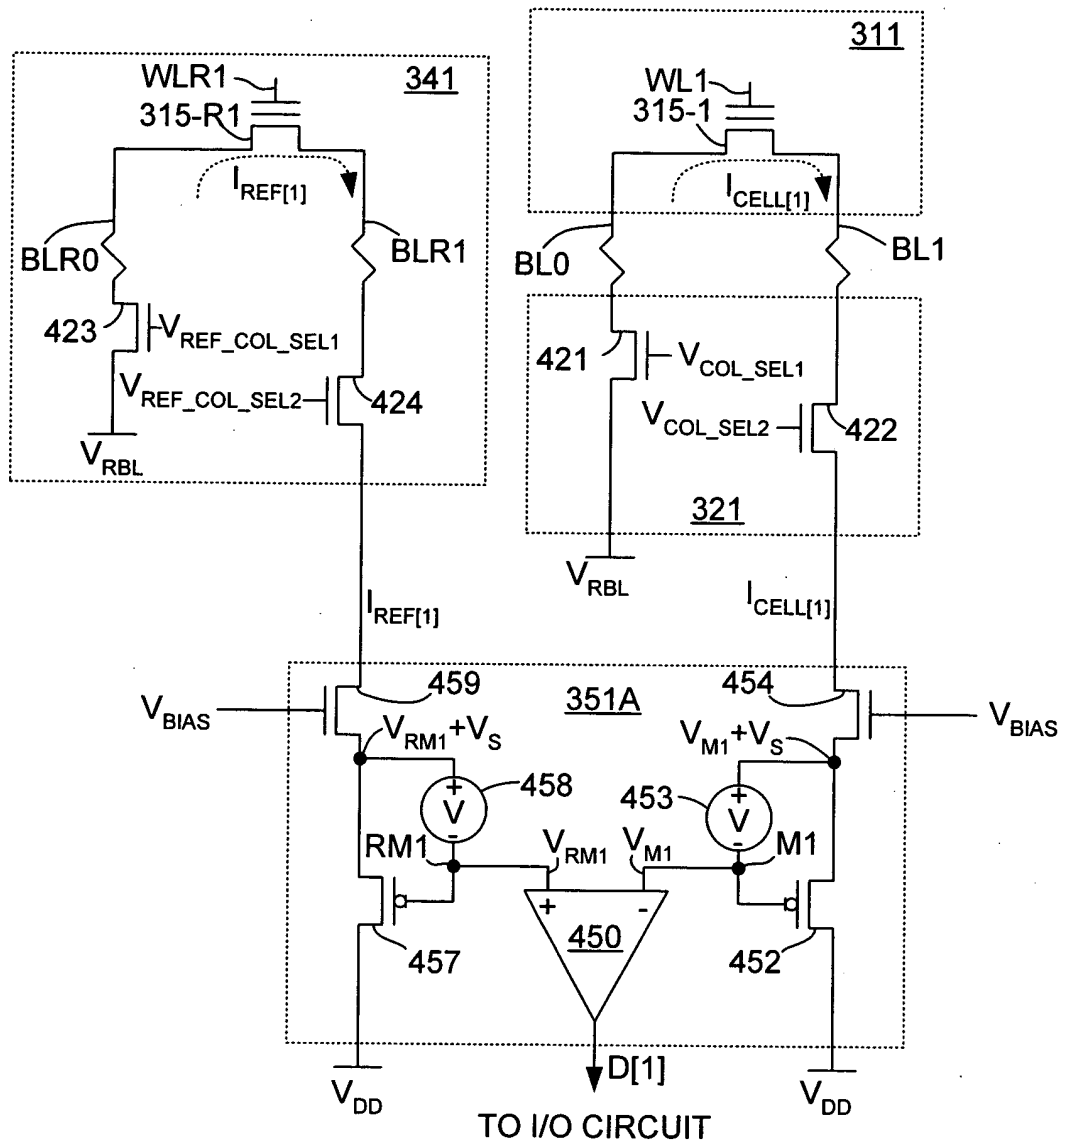 311
341
WLR1
WL1
315-R1
315-1
I_REF[1]
I_CELL[1]
BLR0
BLR1
BL0
BL1
423
V_REF_COL_SEL1
421
V_COL_SEL1
V_REF_COL_SEL2
424
V_COL_SEL2
422
V_RBL
321
V_RBL
I_REF[1]
I_CELL[1]
459
351A
454
V_BIAS
V_BIAS
V_RM1+V_S
V_M1+V_S
+
V
-
458
453
+
V
-
RM1
V_RM1
V_M1
M1
+
-
450
457
452
V_DD
D[1]
V_DD
TO I/O CIRCUIT